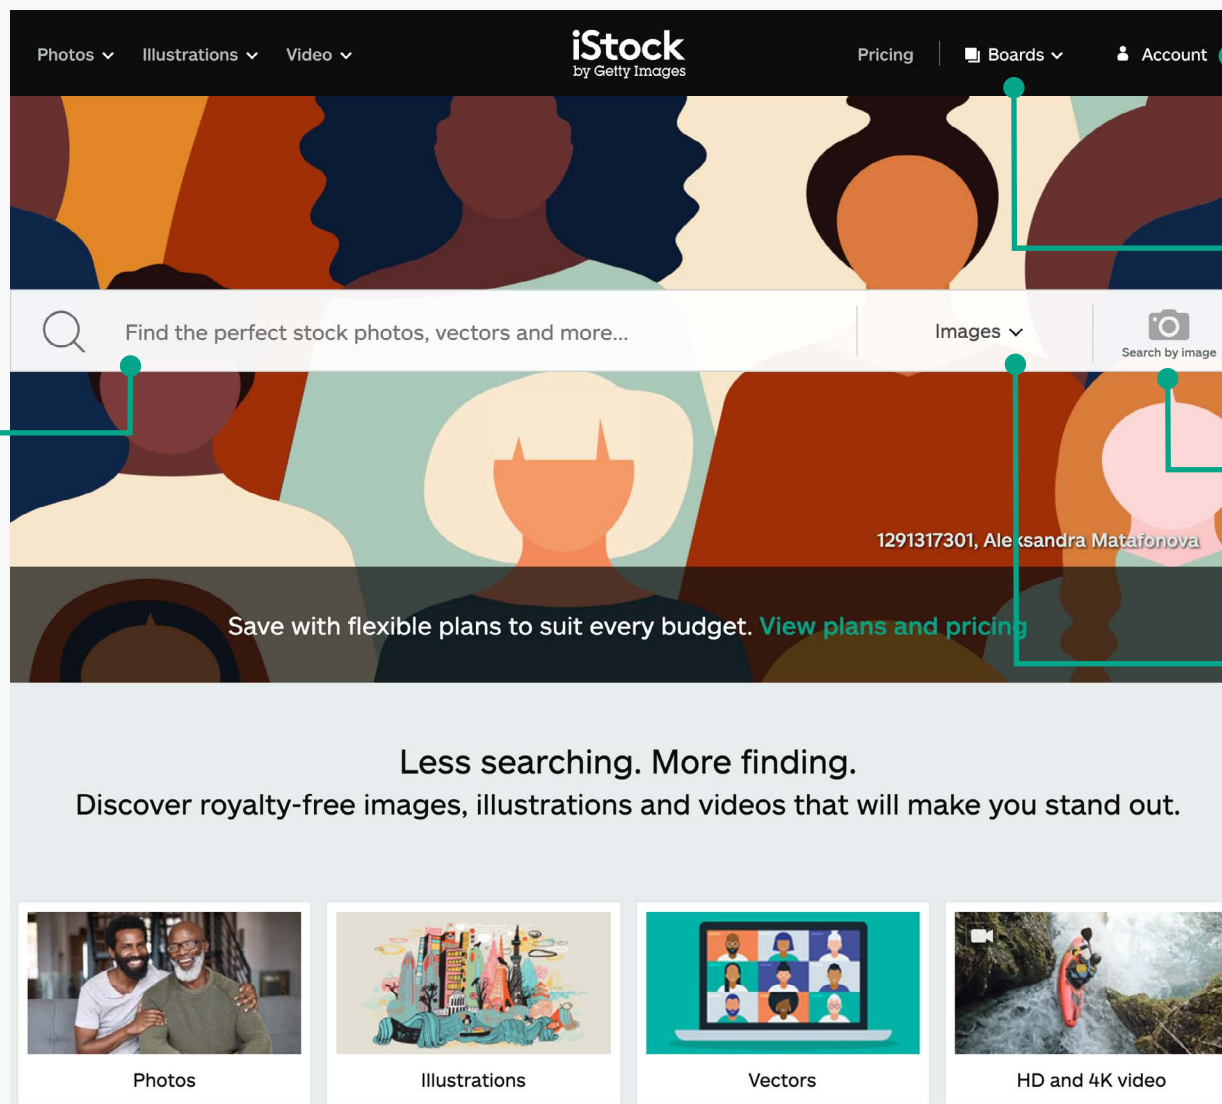 Photos
Illustrations
Video
iStock
by Getty Images
Pricing
Boards
Account
Find the perfect stock photos, vectors and more...
Images
Search by image
1291317301, Aleksandra Matafonova
Save with flexible plans to suit every budget. View plans and pricing
Less searching. More finding.
Discover royalty-free images, illustrations and videos that will make you stand out.
Photos
Illustrations
Vectors
HD and 4K video